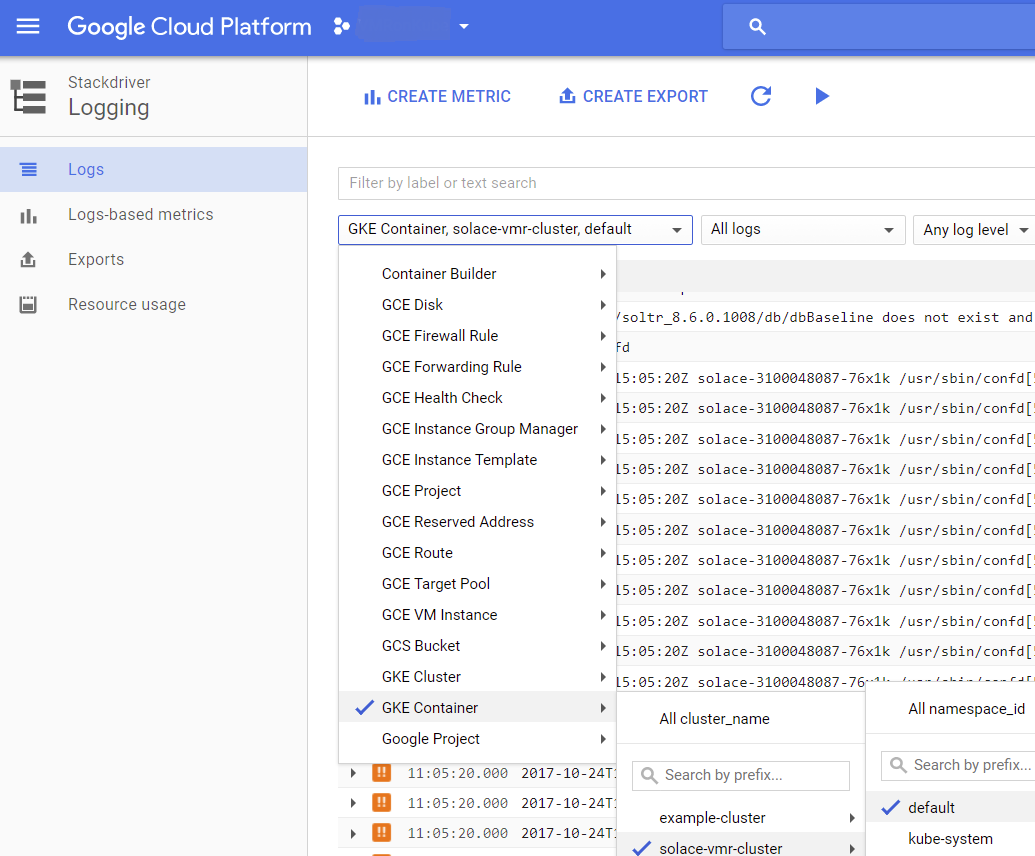 Google Cloud Platform
Stackdriver
Logging
CREATE METRIC
CREATE EXPORT
Logs
Logs-based metrics
Exports
Resource usage
Filter by label or text search
GKE Container, solace-vmr-cluster, default
All logs
Any log level
Container Builder
GCE Disk
GCE Firewall Rule
GCE Forwarding Rule
GCE Health Check
GCE Instance Group Manager
GCE Instance Template
GCE Project
GCE Reserved Address
GCE Route
GCE Target Pool
GCE VM Instance
GCS Bucket
GKE Cluster
GKE Container
Google Project
/soltr_8.6.0.1008/db/dbBaseline does not exist and
fd
15:05:20Z solace-3100048087-76x1k /usr/sbin/confd[
15:05:20Z solace-3100048087-76x1k /usr/sbin/confd[
15:05:20Z solace-3100048087-76x1k /usr/sbin/confd[
15:05:20Z solace-3100048087-76x1k /usr/sbin/confd[
15:05:20Z solace-3100048087-76x1k /usr/sbin/confd[
15:05:20Z solace-3100048087-76x1k /usr/sbin/confd[
15:05:20Z solace-3100048087-76x1k /usr/sbin/confd[
15:05:20Z solace-3100048087-76x1k /usr/sbin/confd[
15:05:20Z solace-3100048087-76x1k /usr/sbin/confd[
15:05:20Z solace-3100048087-76x1k /usr/sbin/confd[
15:05:20Z solace-3100048087-76x1k /usr/sbin/confd[
All cluster_name
Search by prefix...
example-cluster
solace-vmr-cluster
All namespace_id
Search by prefix...
default
kube-system
11:05:20.000 2017-10-24T
11:05:20.000 2017-10-24T
11:05:20.000 2017-10-24T